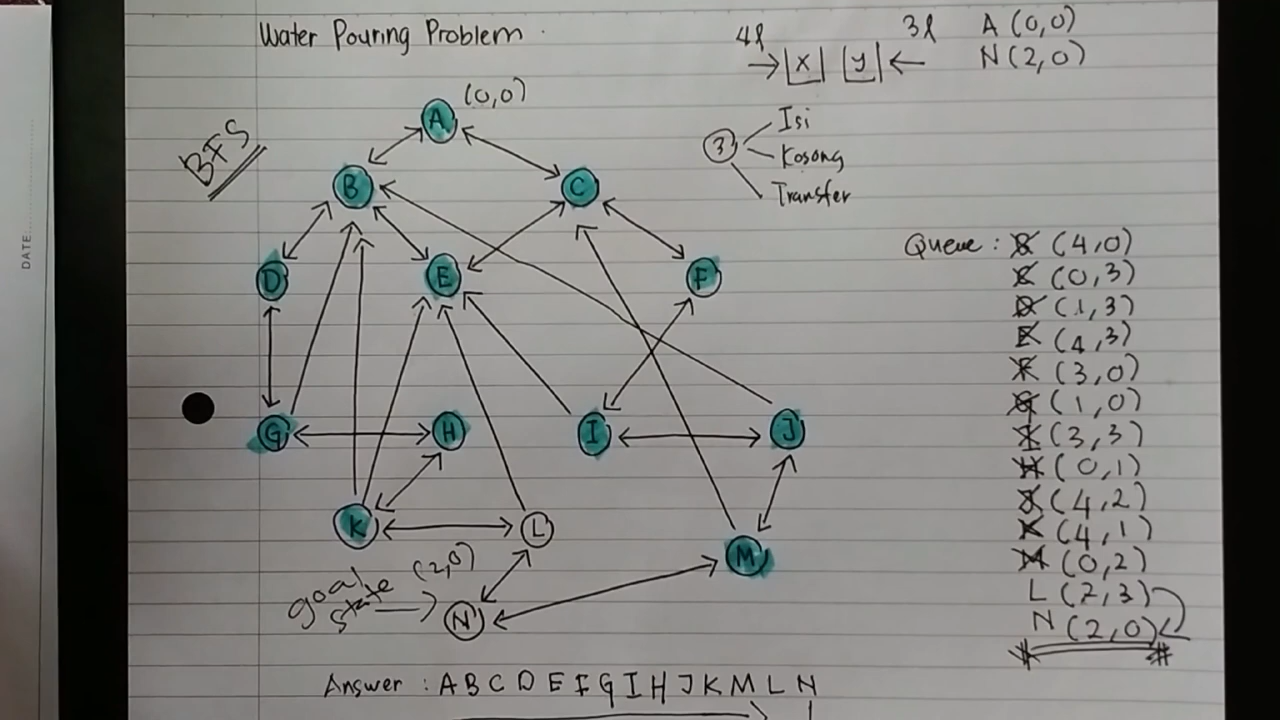 Water Pouring Problem
4l 3l
x y
A (0,0)
N (2,0)
BFS
(0,0)
A
3
Isi
Kosong
Transfer
B C
D E F
G H I J
K L M
goal state (2,0)
N
Queue : B (4,0)
C (0,3)
D (1,3)
E (4,3)
F (3,0)
G (1,0)
I (3,3)
H (0,1)
J (4,2)
K (4,1)
M (0,2)
L (2,3)
N (2,0)
Answer : A B C D E F G I H J K M L N
DATE: